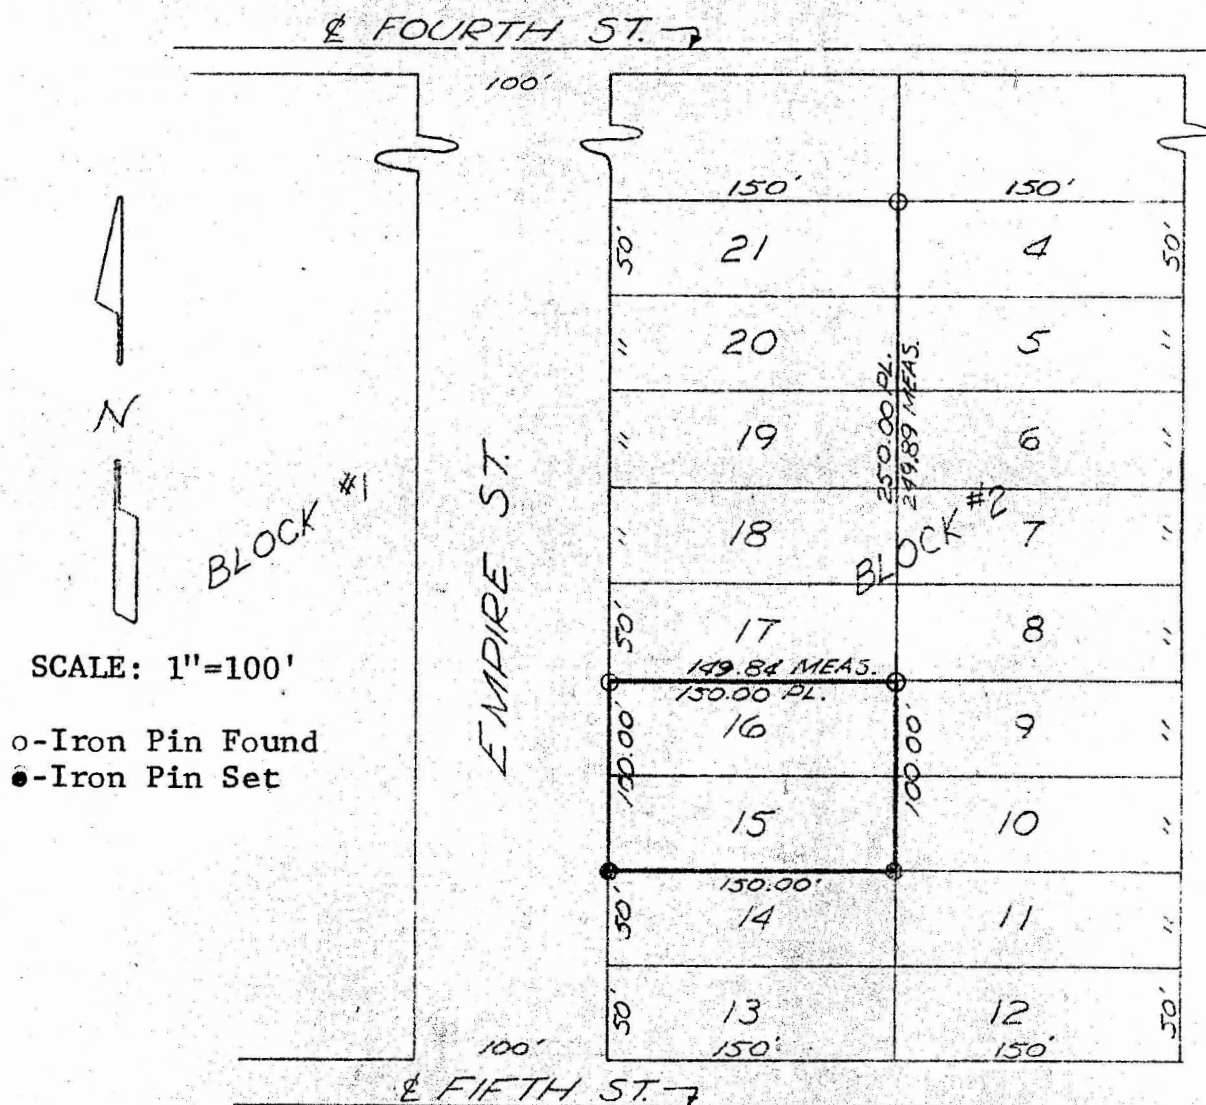 ℄ FOURTH ST.
100'
150' 150'
50' 21 4 50'
" 20 5 "
250.00 PL.
249.89 MEAS.
" 19 6 "
N
BLOCK #1
EMPIRE ST.
BLOCK #2
" 18 7 "
50' 17 8 "
SCALE: 1"=100'
149.84 MEAS.
150.00 PL.
o-Iron Pin Found
●-Iron Pin Set
100.00' 16 100.00' 9 "
15 10 "
150.00'
50' 14 11 "
50' 13 12 50'
100' 150' 150'
℄ FIFTH ST.